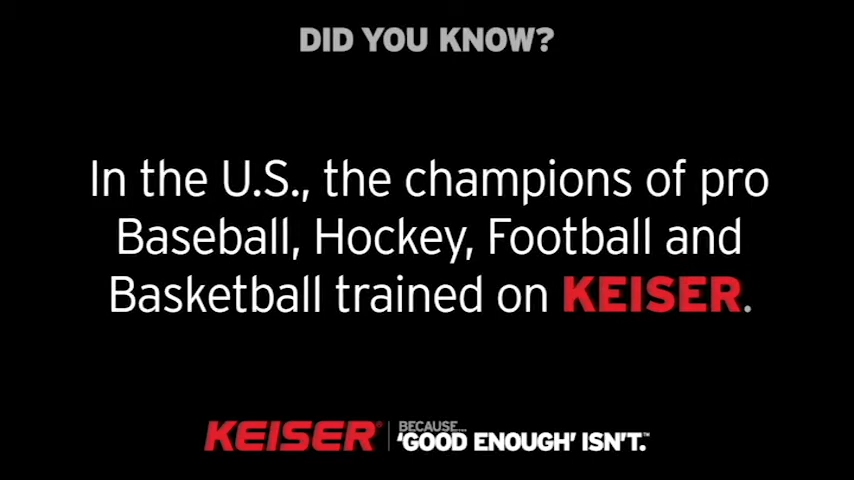 DID YOU KNOW?
In the U.S., the champions of pro
Baseball, Hockey, Football and
Basketball trained on KEISER.
KEISER® BECAUSE...
'GOOD ENOUGH' ISN'T.™